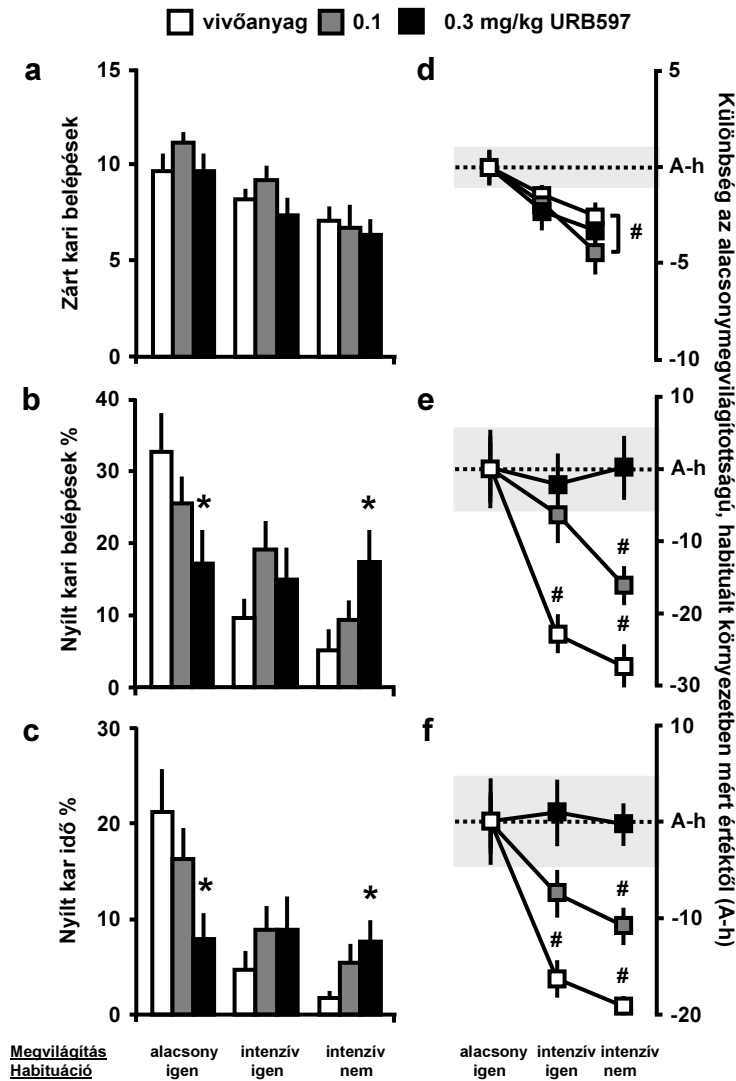 vivőanyag 0.1 0.3 mg/kg URB597
a
Zárt kari belépések
15
10
5
0
d
5
A-h
-5
-10
#
b
Nyílt kari belépések %
40
30
20
10
0
*
*
e
10
A-h
-10
-20
-30
#
#
#
c
Nyílt kar idő %
30
20
10
0
*
*
f
10
A-h
-10
-20
#
#
#
Különbség az alacsonymegvilágítottságú, habituált környezetben mért értéktől (A-h)
Megvilágítás alacsony intenzív intenzív alacsony intenzív intenzív
Habituáció igen igen nem igen igen nem